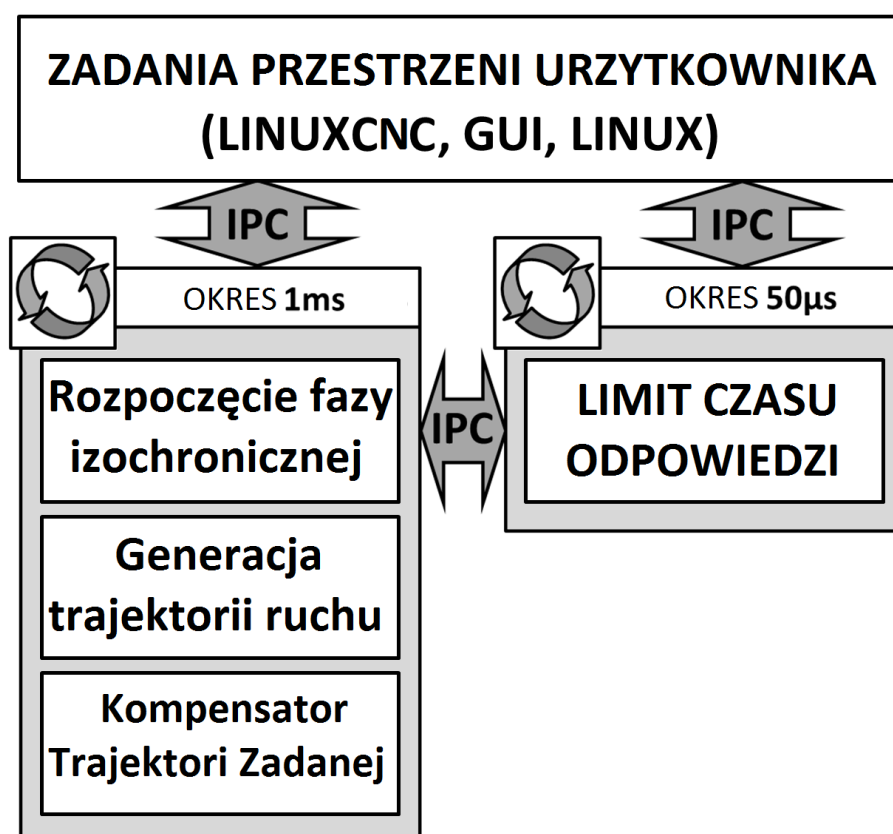 ZADANIA PRZESTRZENI URZYTKOWNIKA
(LINUXCNC, GUI, LINUX)
IPC
IPC
OKRES 1ms
OKRES 50µs
Rozpoczęcie fazy
izochronicznej
IPC
LIMIT CZASU
ODPOWIEDZI
Generacja
trajektorii ruchu
Kompensator
Trajektori Zadanej